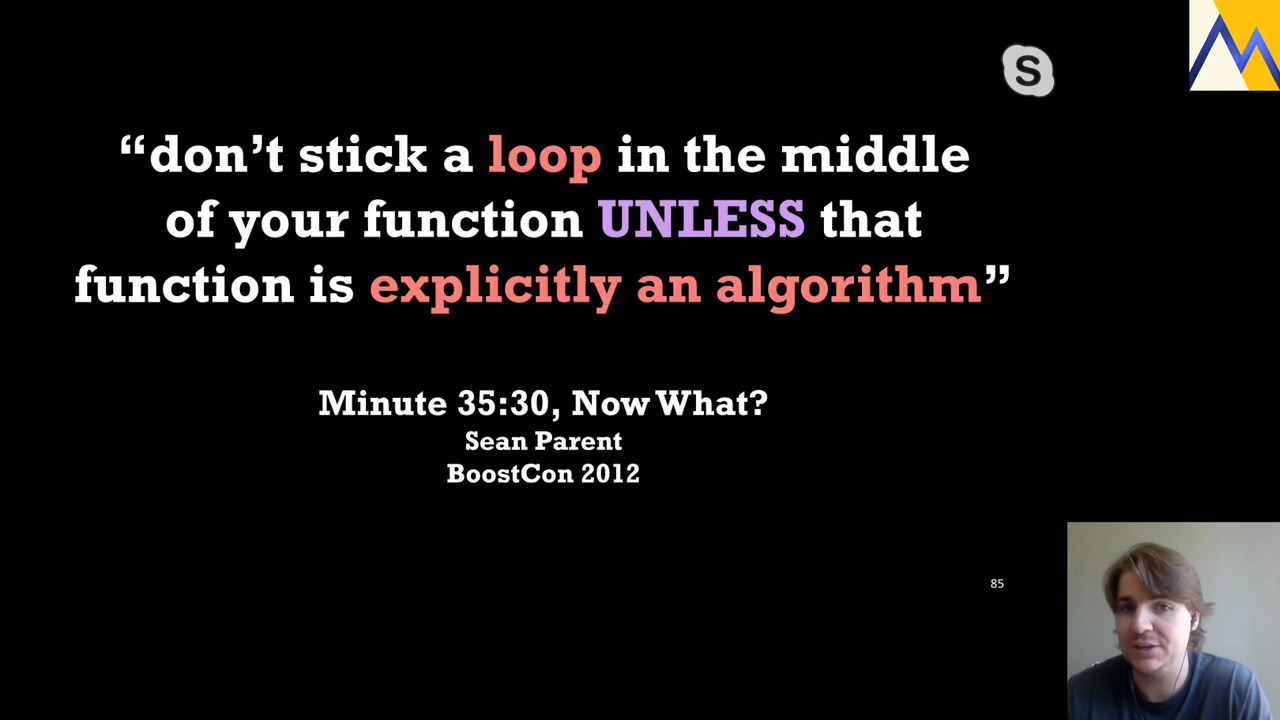 S
“don’t stick a loop in the middle
of your function UNLESS that
function is explicitly an algorithm”
Minute 35:30, Now What?
Sean Parent
BoostCon 2012
85